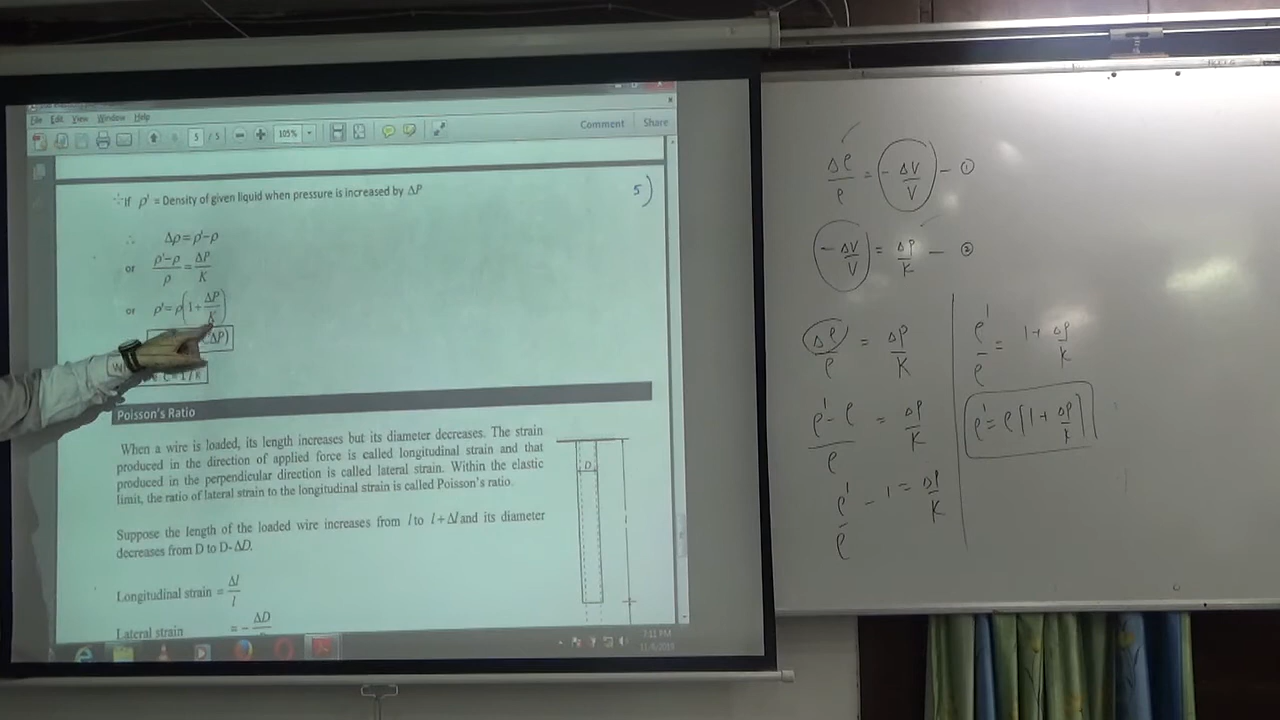 File Edit View Window Help
5 / 5 105% Comment Share
∵ If ρ' = Density of given liquid when pressure is increased by ΔP
5)
∴ Δρ=ρ'-ρ
or (ρ'-ρ)/ρ = ΔP/K
or ρ'=ρ(1+ΔP/K)
ΔP)
Poisson's Ratio
When a wire is loaded, its length increases but its diameter decreases. The strain
produced in the direction of applied force is called longitudinal strain and that
produced in the perpendicular direction is called lateral strain. Within the elastic
limit, the ratio of lateral strain to the longitudinal strain is called Poisson's ratio.
Suppose the length of the loaded wire increases from l to l+Δl and its diameter
decreases from D to D-ΔD.
D
Longitudinal strain = Δl/l
Lateral strain = - ΔD
7:12 PM
Δρ/ρ = -ΔV/V - ①
-ΔV/V = ΔP/K - ②
Δρ/ρ = ΔP/K
(ρ'-ρ)/ρ = ΔP/K
ρ'/ρ - 1 = ΔP/K
ρ'/ρ = 1+ ΔP/K
ρ'=ρ[1+ΔP/K]